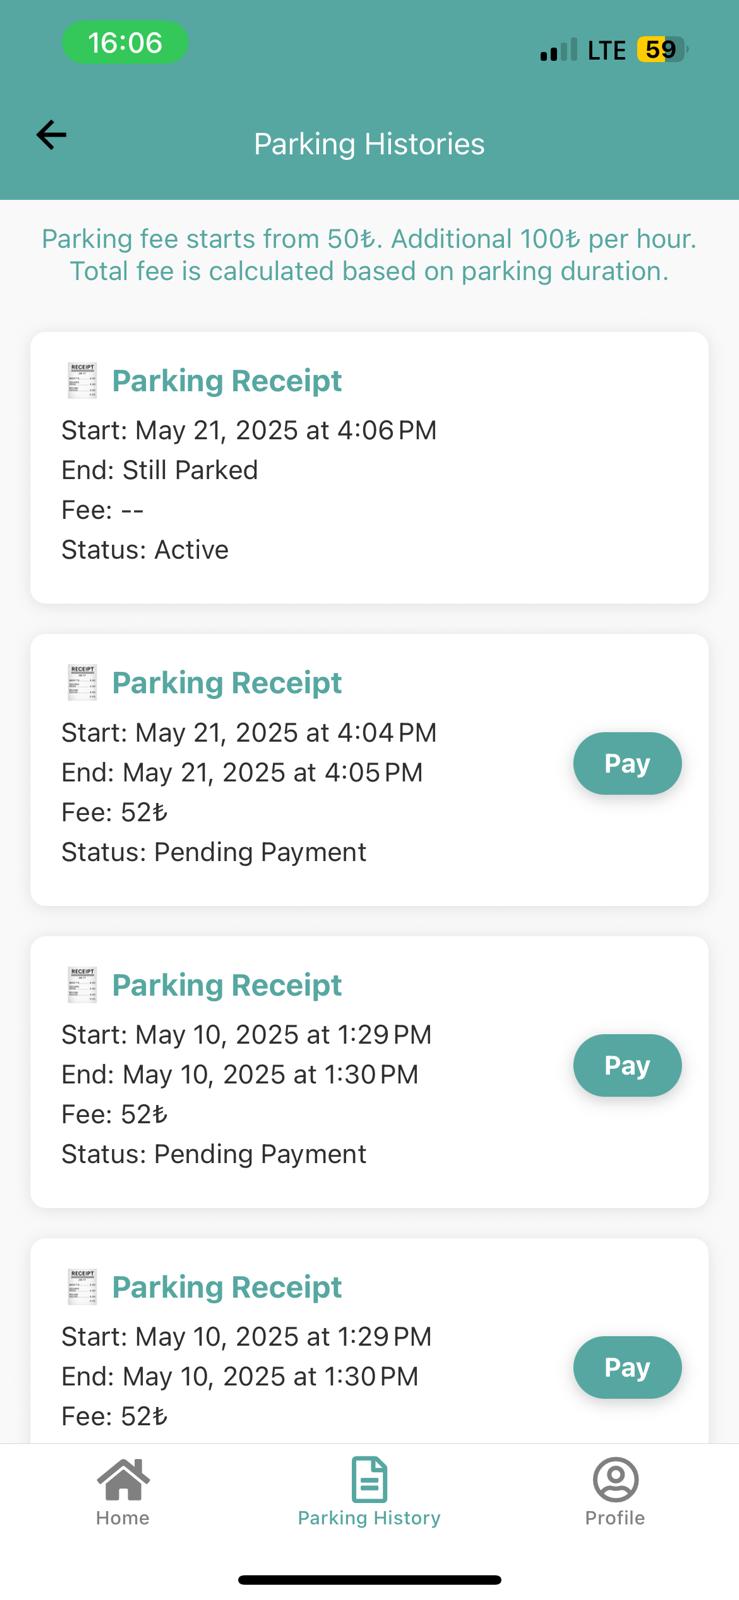 16:06
LTE 59
Parking Histories
Parking fee starts from 50₺. Additional 100₺ per hour.
Total fee is calculated based on parking duration.
RECEIPT
Parking Receipt
Start: May 21, 2025 at 4:06 PM
End: Still Parked
Fee: --
Status: Active
RECEIPT
Parking Receipt
Start: May 21, 2025 at 4:04 PM
End: May 21, 2025 at 4:05 PM
Pay
Fee: 52₺
Status: Pending Payment
RECEIPT
Parking Receipt
Start: May 10, 2025 at 1:29 PM
End: May 10, 2025 at 1:30 PM
Pay
Fee: 52₺
Status: Pending Payment
RECEIPT
Parking Receipt
Start: May 10, 2025 at 1:29 PM
End: May 10, 2025 at 1:30 PM
Pay
Fee: 52₺
Home
Parking History
Profile